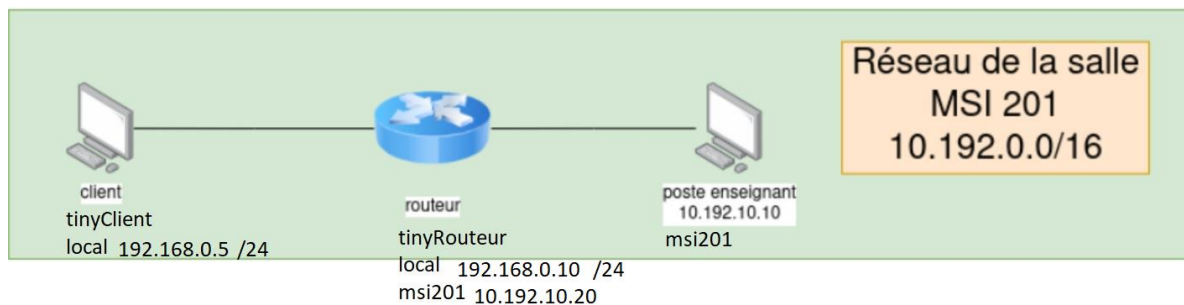 Réseau de la salle
MSI 201
10.192.0.0/16
client
tinyClient
local 192.168.0.5 /24
routeur
tinyRouteur
local 192.168.0.10 /24
msi201 10.192.10.20
poste enseignant
10.192.10.10
msi201